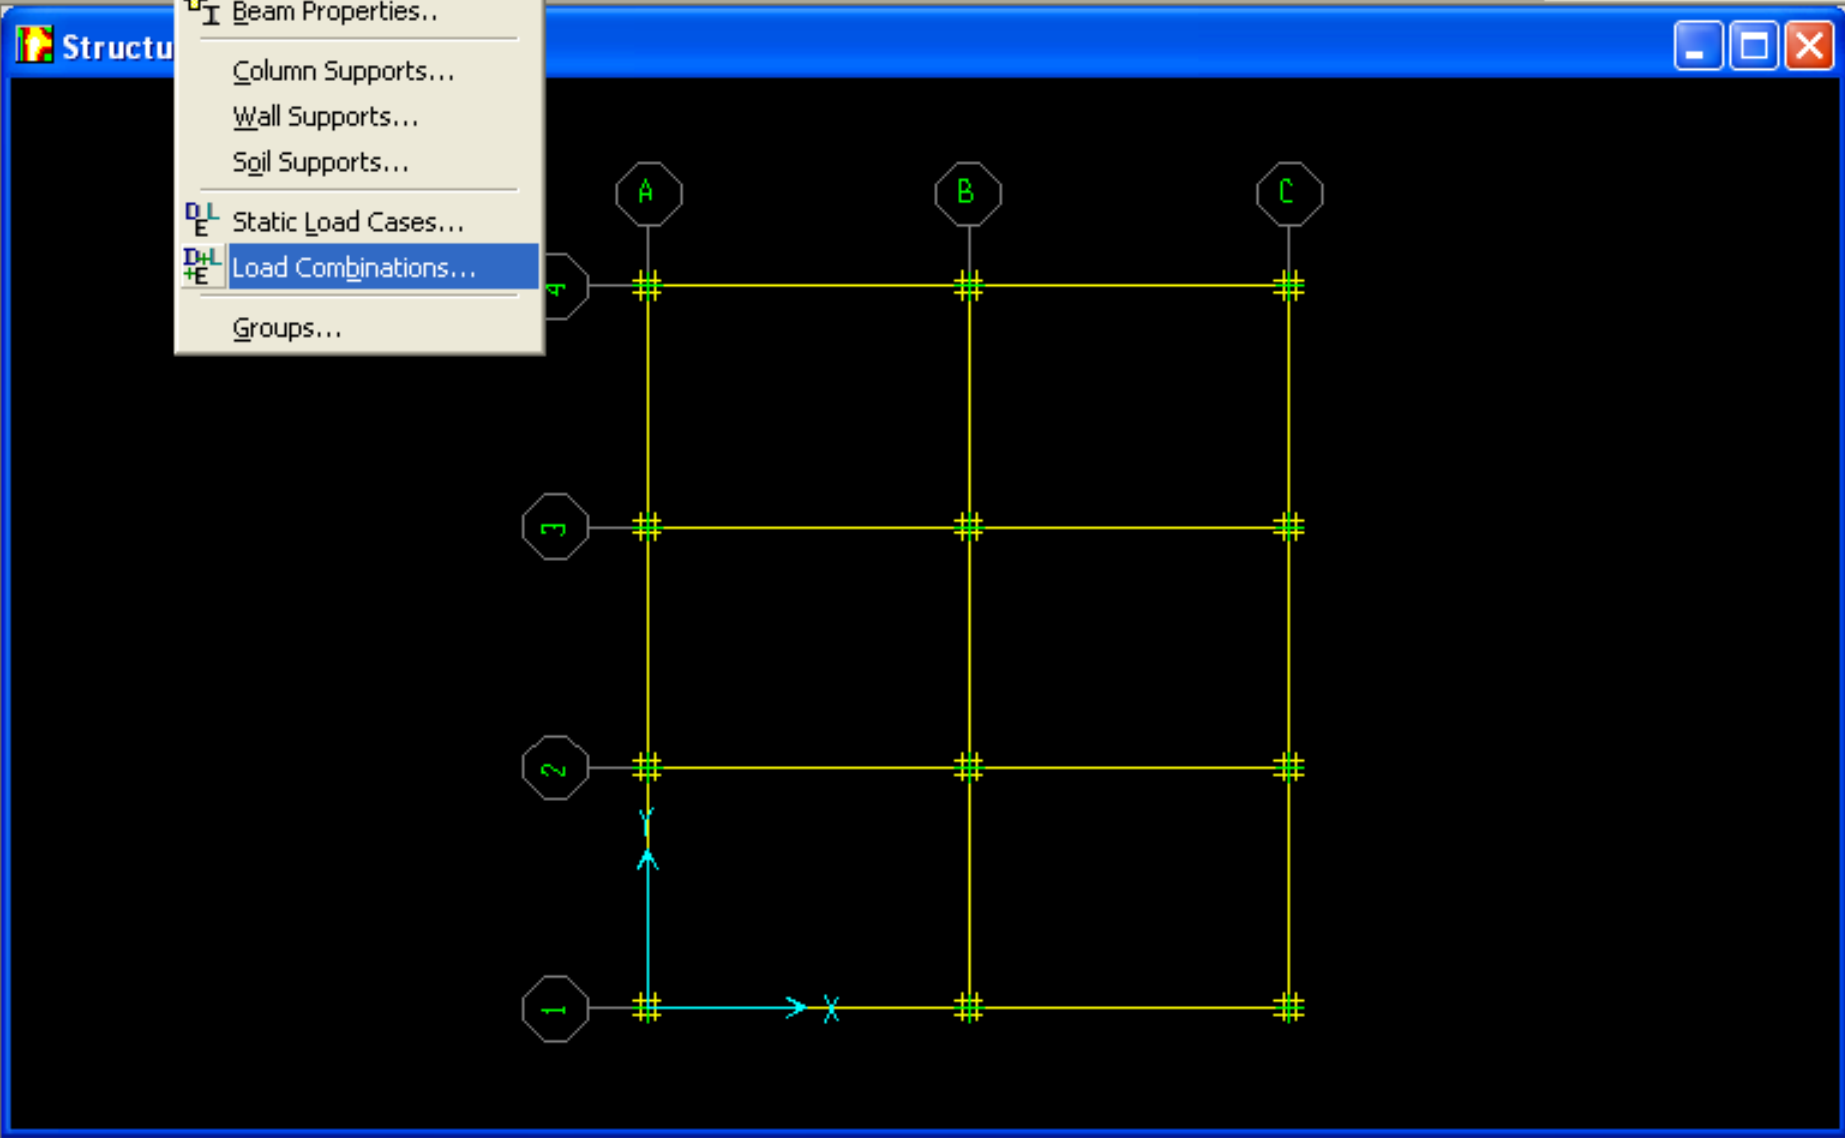 Beam Properties..
Structu
Column Supports...
Wall Supports...
Soil Supports...
D L
E
Static Load Cases...
D+L
+E
Load Combinations...
Groups...
A
B
C
4
3
2
Y
1
X